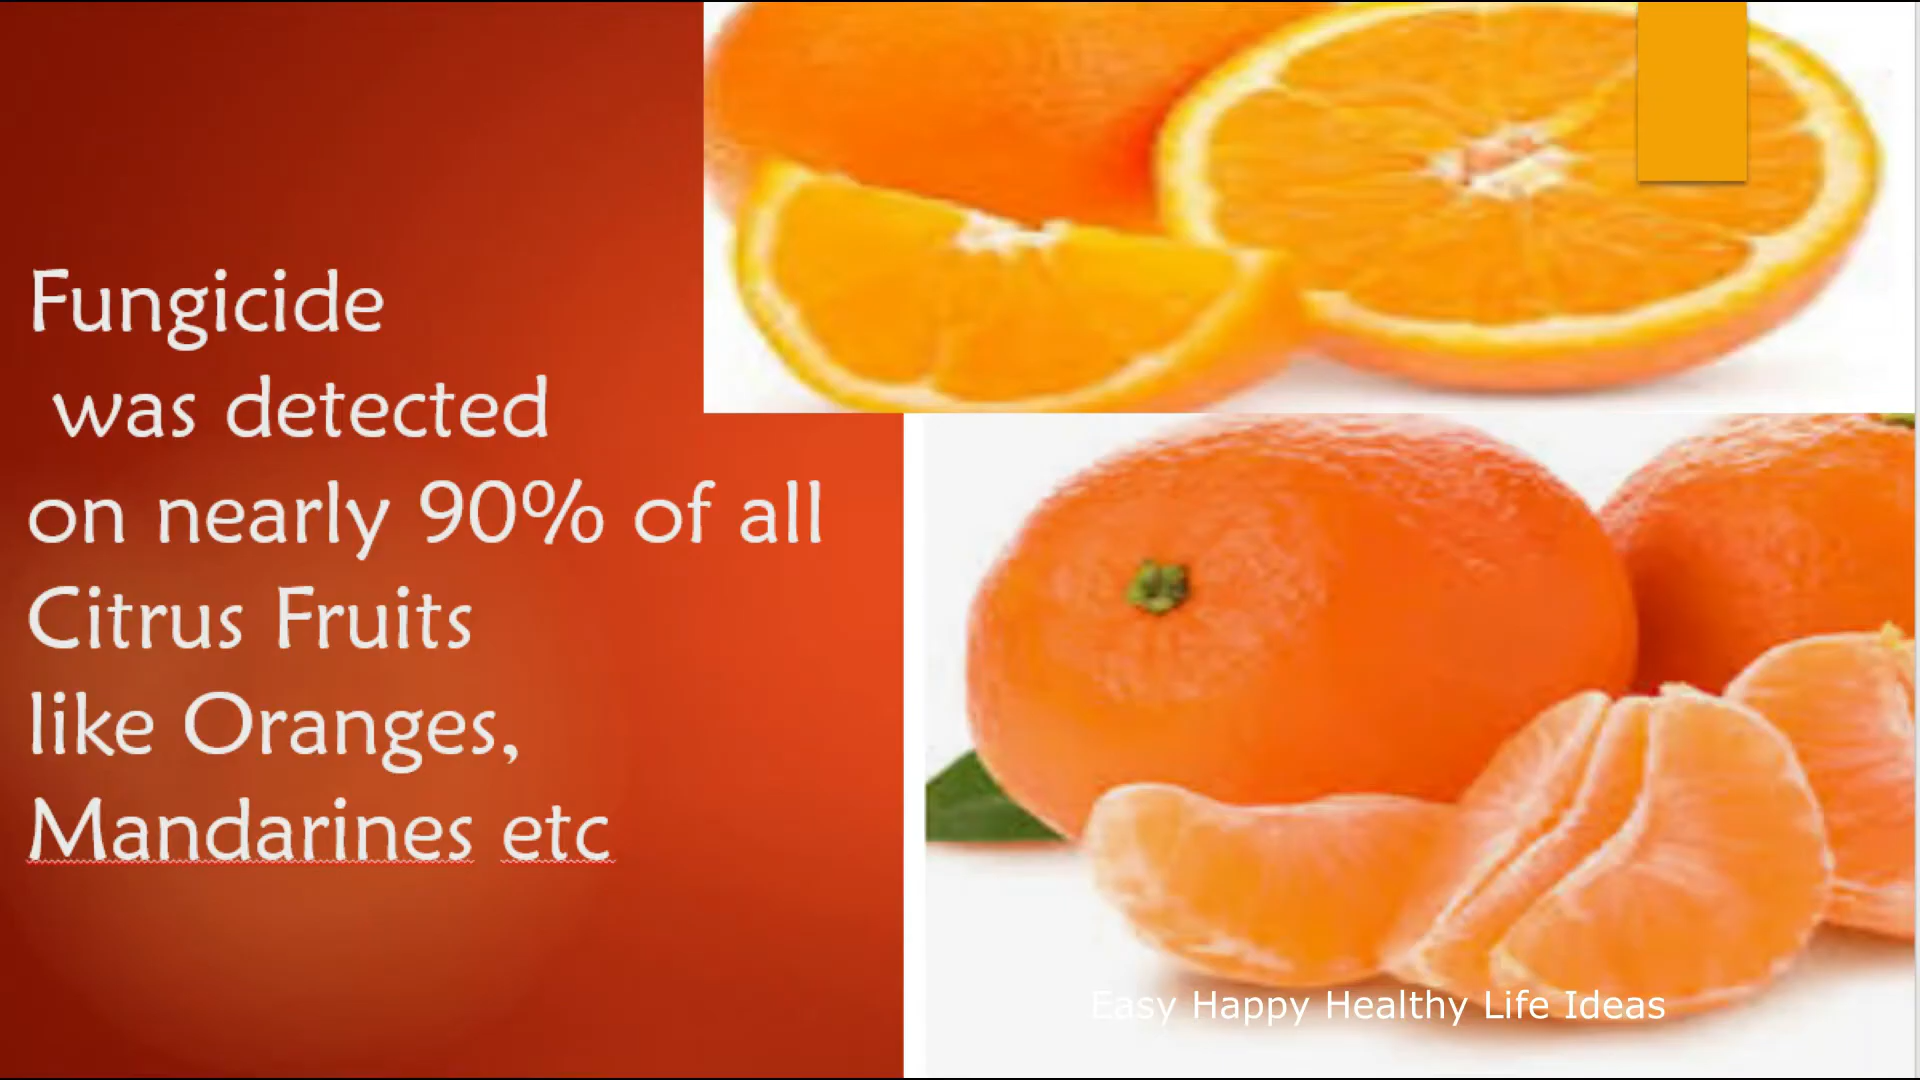 Fungicide
was detected
on nearly 90% of all
Citrus Fruits
like Oranges,
Mandarines etc
Easy Happy Healthy Life Ideas